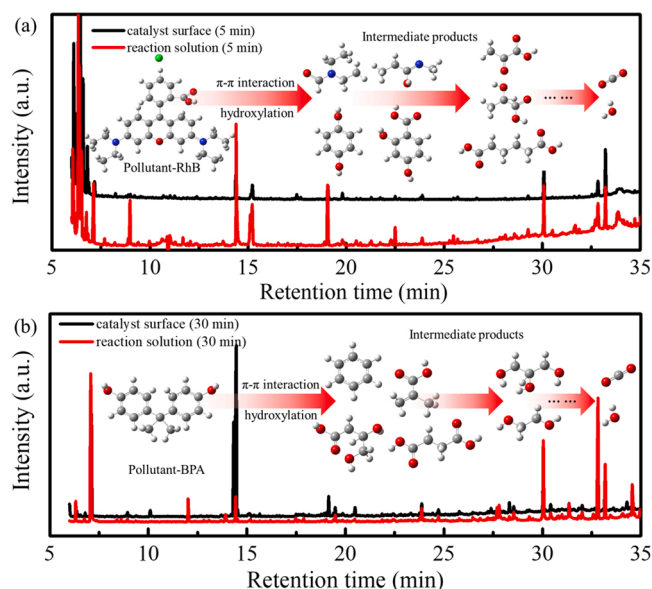 (a)
catalyst surface (5 min)
reaction solution (5 min)
Intermediate products
π-π interaction
hydroxylation
... ...
Pollutant-RhB
Intensity (a.u.)
5 10 15 20 25 30 35
Retention time (min)
(b)
catalyst surface (30 min)
reaction solution (30 min)
Intermediate products
π-π interaction
hydroxylation
... ...
Pollutant-BPA
Intensity (a.u.)
5 10 15 20 25 30 35
Retention time (min)